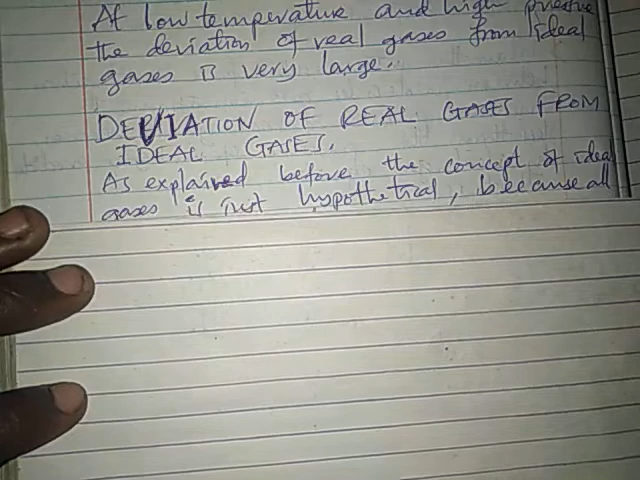 At low temperature and high pressure
the deviation of real gases from ideal
gases is very large.
DEVIATION OF REAL GASES FROM
IDEAL GASES.
As explained before the concept of ideal
gases is just hypothetical, because all